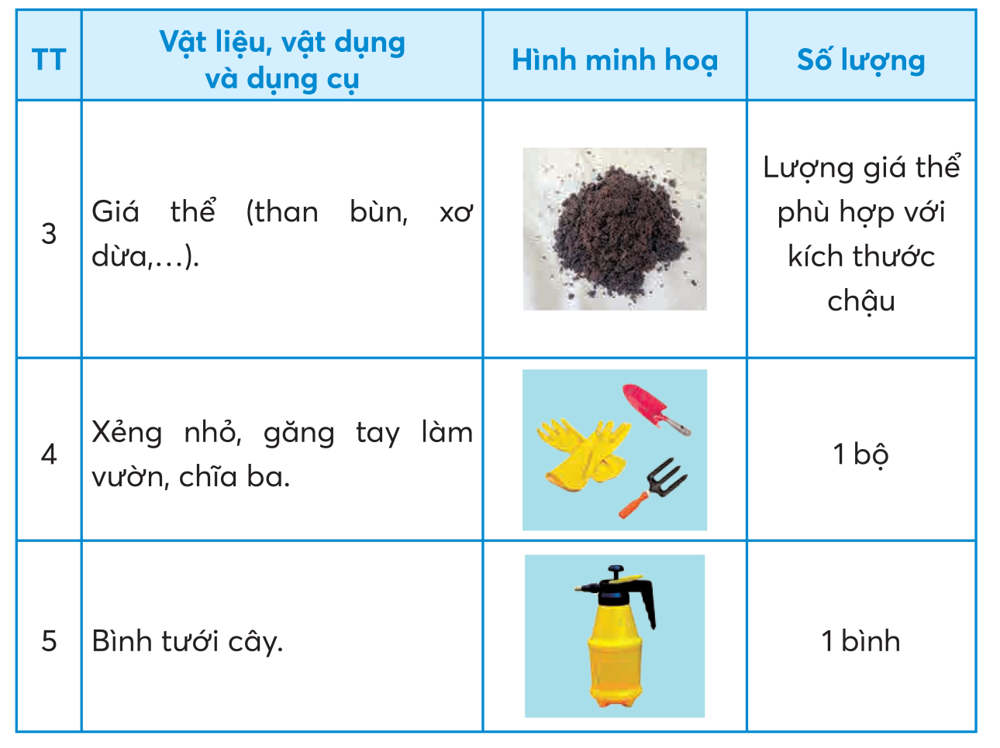 TT
Vật liệu, vật dụng
và dụng cụ
Hình minh hoạ
Số lượng
3
Giá thể (than bùn, xơ
dừa,...).
Lượng giá thể
phù hợp với
kích thước
chậu
4
Xẻng nhỏ, găng tay làm
vườn, chĩa ba.
1 bộ
5
Bình tưới cây.
1 bình